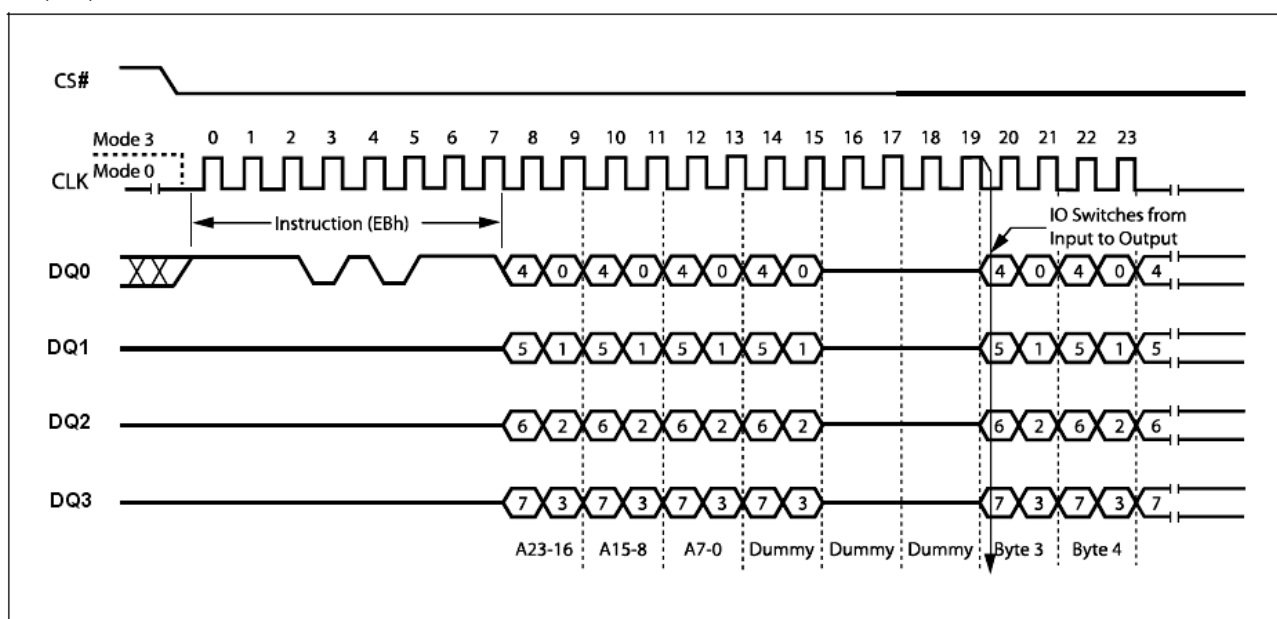 CS#
0 1 2 3 4 5 6 7 8 9 10 11 12 13 14 15 16 17 18 19 20 21 22 23
Mode 3
CLK Mode 0
Instruction (EBh)
IO Switches from
Input to Output
DQ0 4 0 4 0 4 0 4 0 4 0 4 0 4
DQ1 5 1 5 1 5 1 5 1 5 1 5 1 5
DQ2 6 2 6 2 6 2 6 2 6 2 6 2 6
DQ3 7 3 7 3 7 3 7 3 7 3 7 3 7
A23-16 A15-8 A7-0 Dummy Dummy Dummy Byte 3 Byte 4